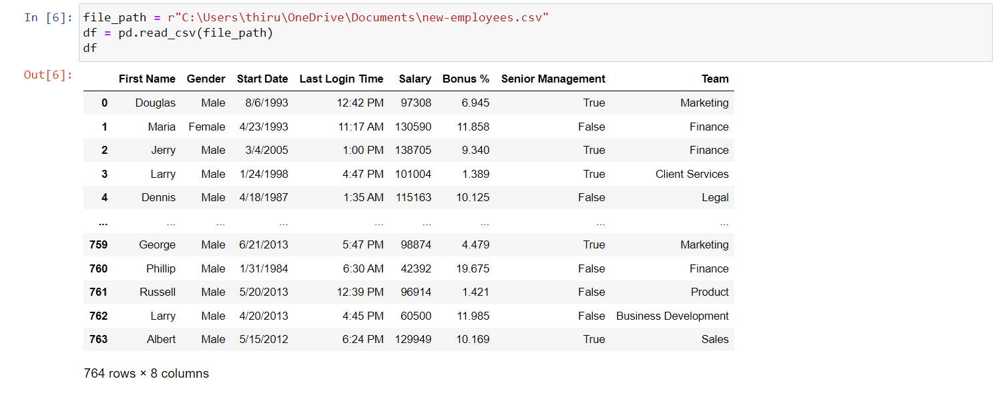 In [6]: file_path = r"C:\Users\thiru\OneDrive\Documents\new-employees.csv"
df = pd.read_csv(file_path)
df
Out[6]:
First Name Gender Start Date Last Login Time Salary Bonus % Senior Management Team
0 Douglas Male 8/6/1993 12:42 PM 97308 6.945 True Marketing
1 Maria Female 4/23/1993 11:17 AM 130590 11.858 False Finance
2 Jerry Male 3/4/2005 1:00 PM 138705 9.340 True Finance
3 Larry Male 1/24/1998 4:47 PM 101004 1.389 True Client Services
4 Dennis Male 4/18/1987 1:35 AM 115163 10.125 False Legal
... ... ... ... ... ... ... ... ...
759 George Male 6/21/2013 5:47 PM 98874 4.479 True Marketing
760 Phillip Male 1/31/1984 6:30 AM 42392 19.675 False Finance
761 Russell Male 5/20/2013 12:39 PM 96914 1.421 False Product
762 Larry Male 4/20/2013 4:45 PM 60500 11.985 False Business Development
763 Albert Male 5/15/2012 6:24 PM 129949 10.169 True Sales
764 rows × 8 columns